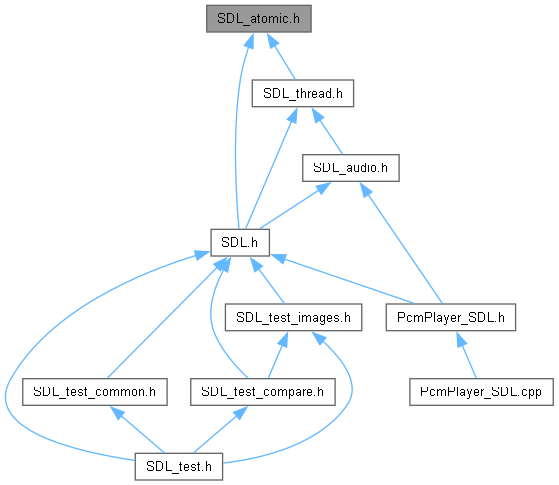 SDL_atomic.h
SDL_thread.h
SDL_audio.h
SDL.h
SDL_test_images.h
PcmPlayer_SDL.h
SDL_test_common.h
SDL_test_compare.h
PcmPlayer_SDL.cpp
SDL_test.h